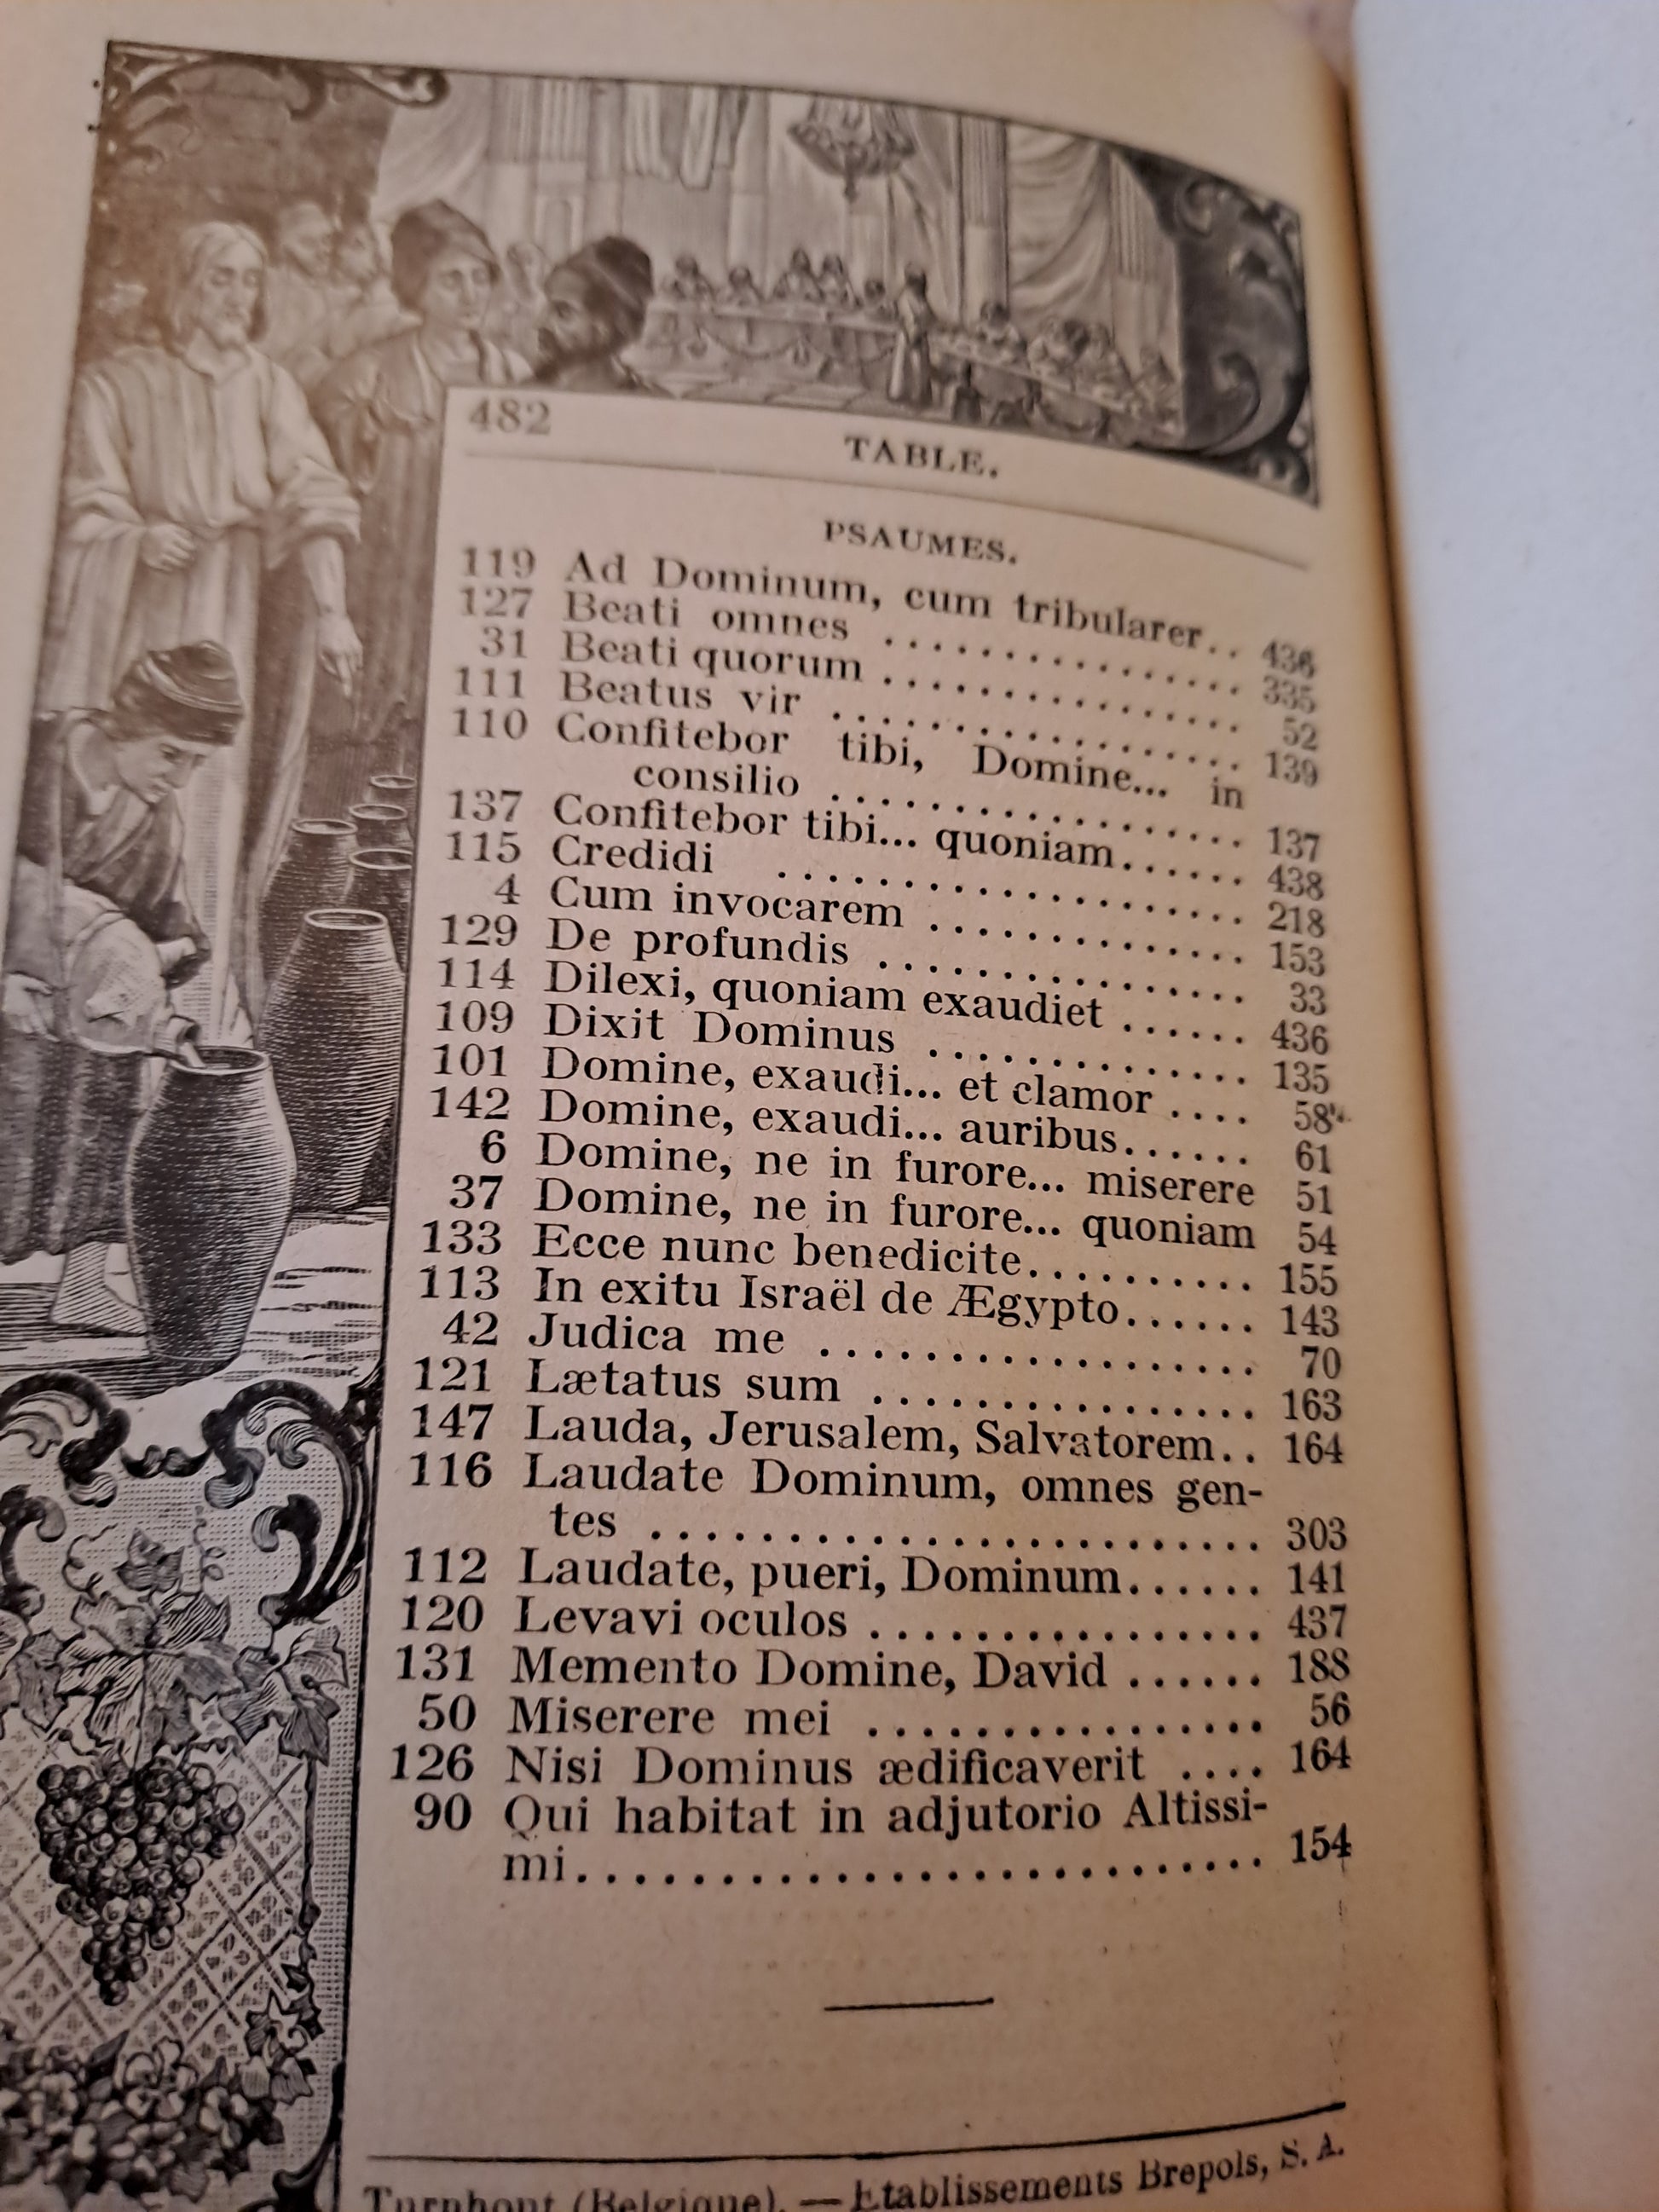 482
TABLE.
PSAUMES.
119 Ad Dominum, cum tribularer.. 436
127 Beati omnes ............... 335
31 Beati quorum ............... 52
111 Beatus vir ................. 139
110 Confitebor tibi, Domine... in
consilio ................. 137
137 Confitebor tibi... quoniam...... 438
115 Credidi ................... 218
4 Cum invocarem ............. 153
129 De profundis ............... 33
114 Dilexi, quoniam exaudiet ...... 436
109 Dixit Dominus ............. 135
101 Domine, exaudi... et clamor .... 58
142 Domine, exaudi... auribus...... 61
6 Domine, ne in furore... miserere 51
37 Domine, ne in furore... quoniam 54
133 Ecce nunc benedicite.......... 155
113 In exitu Israël de Ægypto...... 143
42 Judica me ................. 70
121 Lætatus sum ............... 163
147 Lauda, Jerusalem, Salvatorem.. 164
116 Laudate Dominum, omnes gen-
tes ....................... 303
112 Laudate, pueri, Dominum...... 141
120 Levavi oculos ............... 437
131 Memento Domine, David ...... 188
50 Miserere mei ............... 56
126 Nisi Dominus ædificaverit .... 164
90 Qui habitat in adjutorio Altissi-
mi........................... 154
Turnhout (Belgique). — Etablissements Brepols, S. A.